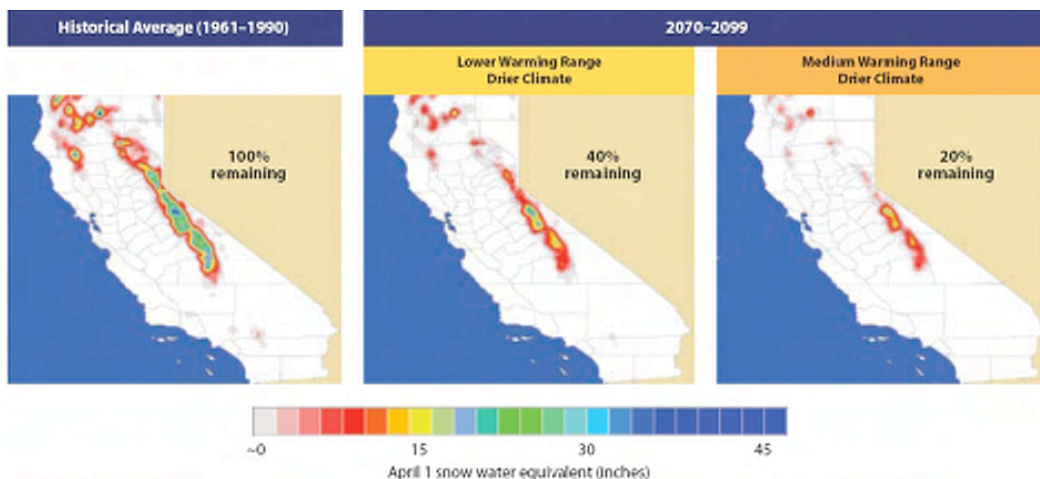 Historical Average (1961–1990)
2070–2099
Lower Warming Range
Drier Climate
Medium Warming Range
Drier Climate
100%
remaining
40%
remaining
20%
remaining
~0
15
30
45
April 1 snow water equivalent (inches)